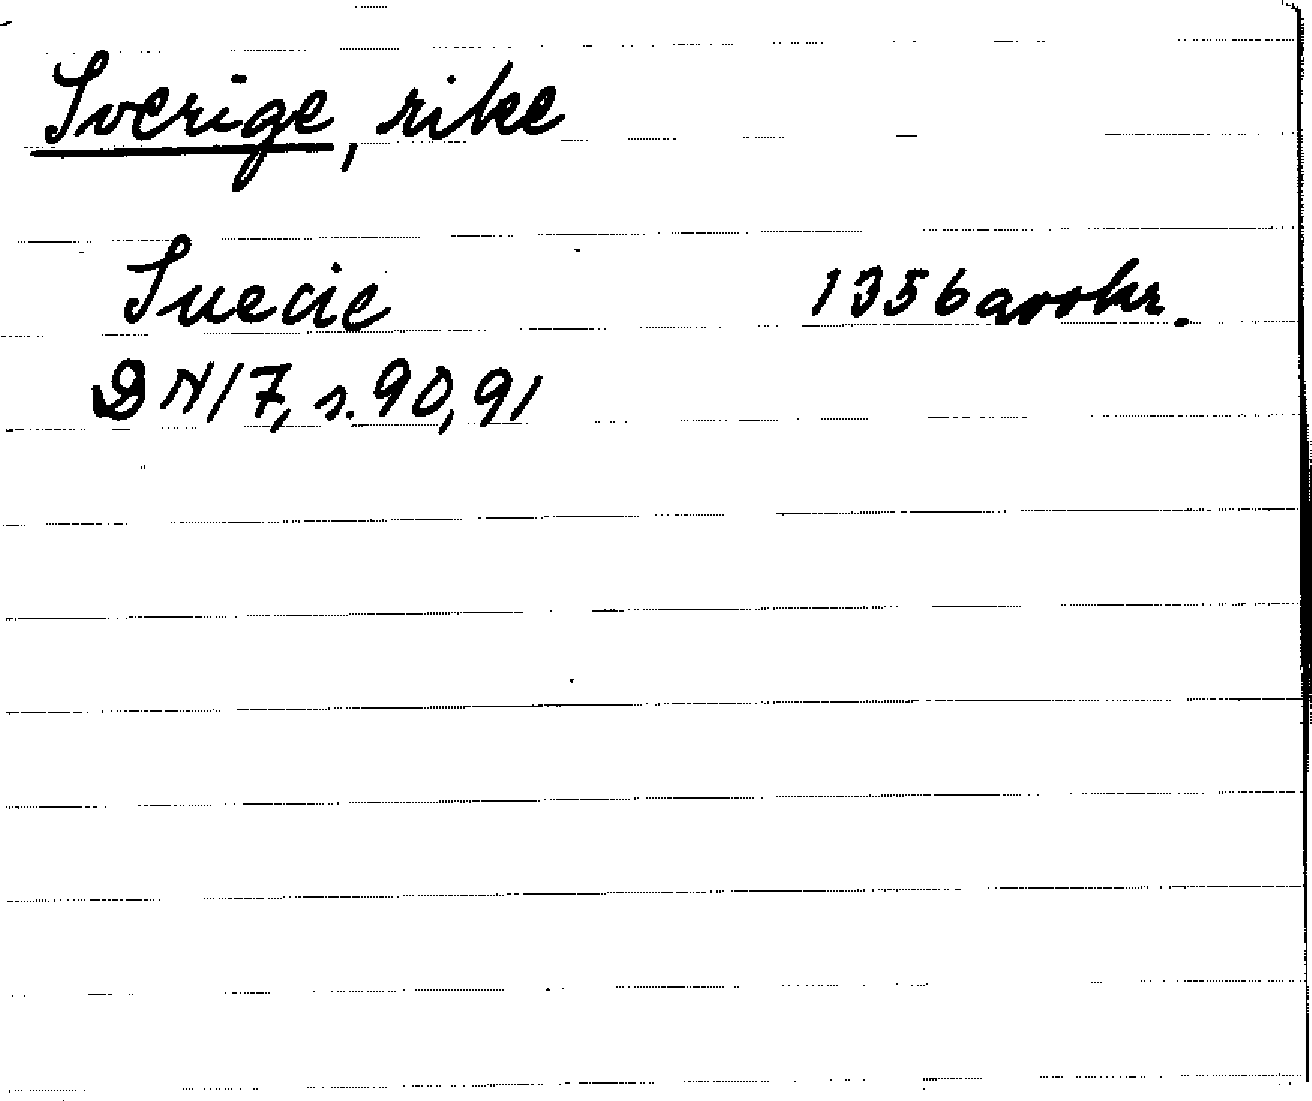 Sverige, rike
Suecie 1356 avskr.
DN/7, s. 90, 91